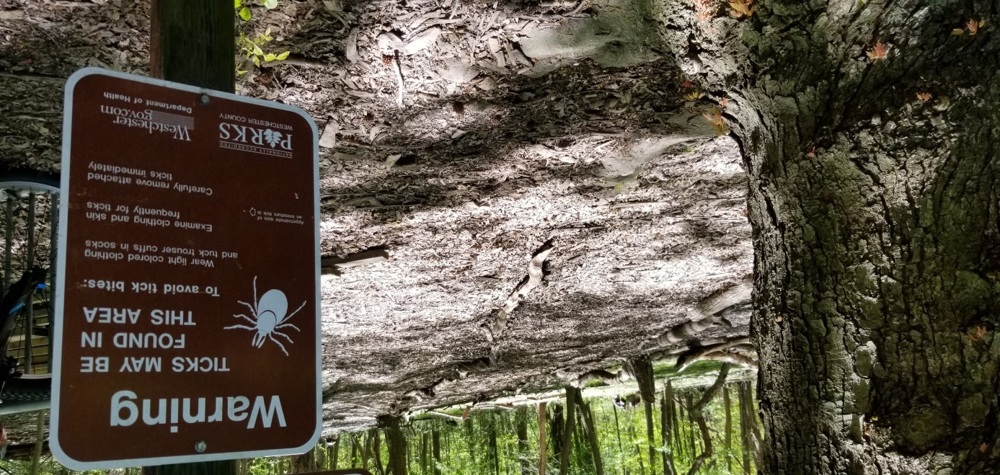 Warning
TICKS MAY BE
FOUND IN
THIS AREA
To avoid tick bites:
Wear light colored clothing
and tuck trouser cuffs in socks
Examine clothing and skin
frequently for ticks
Approximate size of
an immature tick is
Carefully remove attached
ticks immediately
NATIONALLY ACCREDITED
PARKS
WESTCHESTER COUNTY
Westchester
gov.com
Department of Health